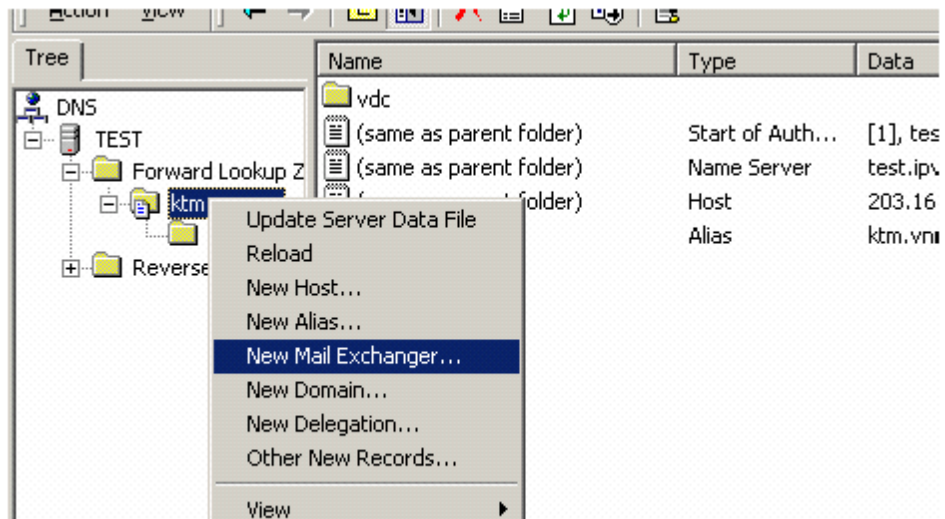 Action View
Tree
Name Type Data
DNS
TEST
Forward Lookup Z
ktm
Reverse
vdc
(same as parent folder) Start of Auth... [1], tes
(same as parent folder) Name Server test.ipv
folder) Host 203.16
Alias ktm.vn
Update Server Data File
Reload
New Host...
New Alias...
New Mail Exchanger...
New Domain...
New Delegation...
Other New Records...
View